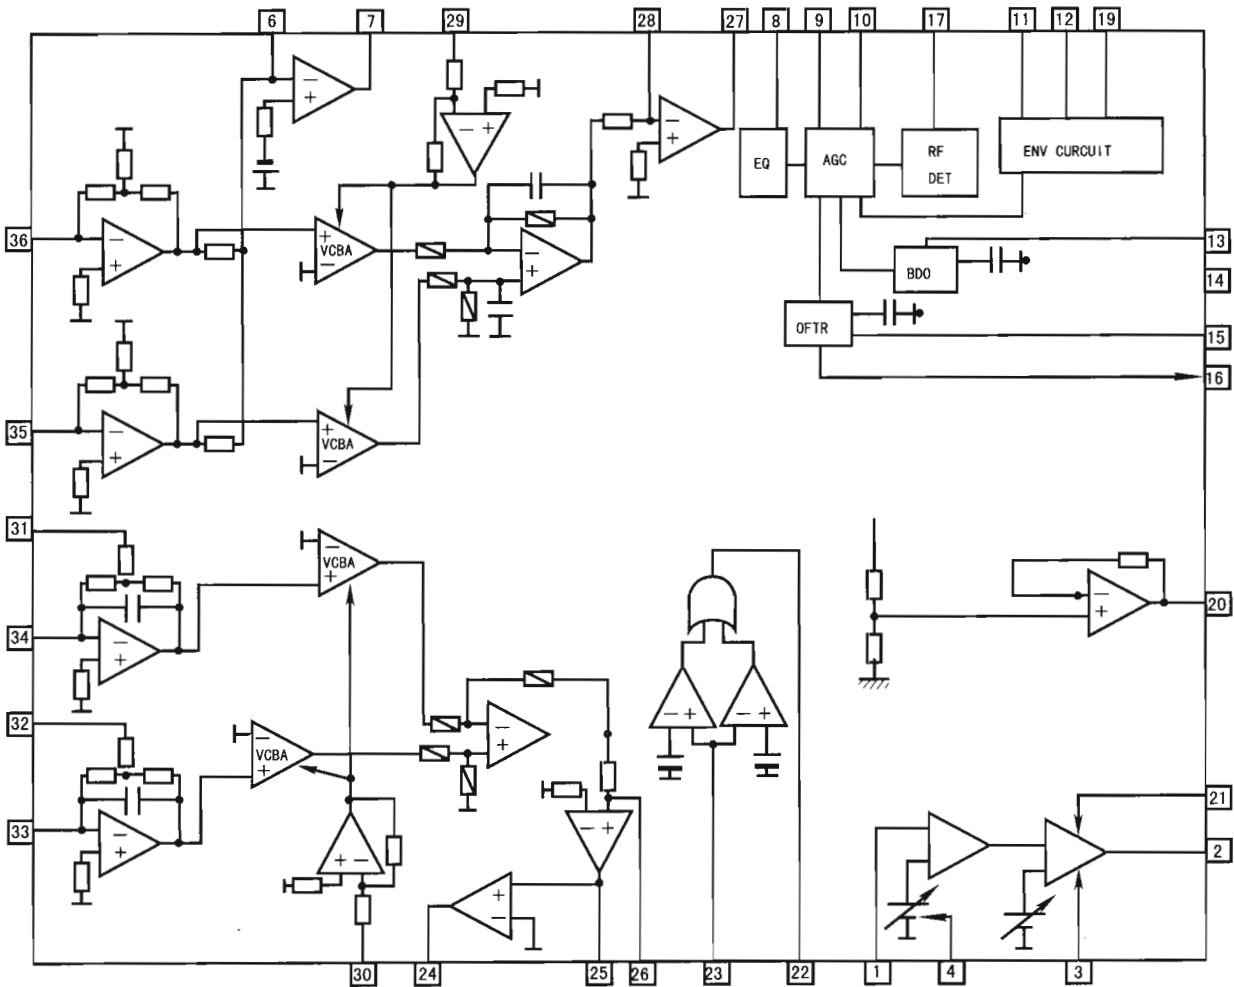 6 7 29 28 27 8 9 10 17 11 12 19
− +
− +
− +
EQ AGC RF DET ENV CURCUIT
36 − +
+ VCBA −
− +
13
BDO
14
OFTR
15
16
35 − +
+ VCBA −
31
− VCBA +
34 − +
− +
20
32
− VCBA +
− +
− + − +
33 − +
− +
21
2
+ −
+ −
30 24 25 26 23 22 1 4 3